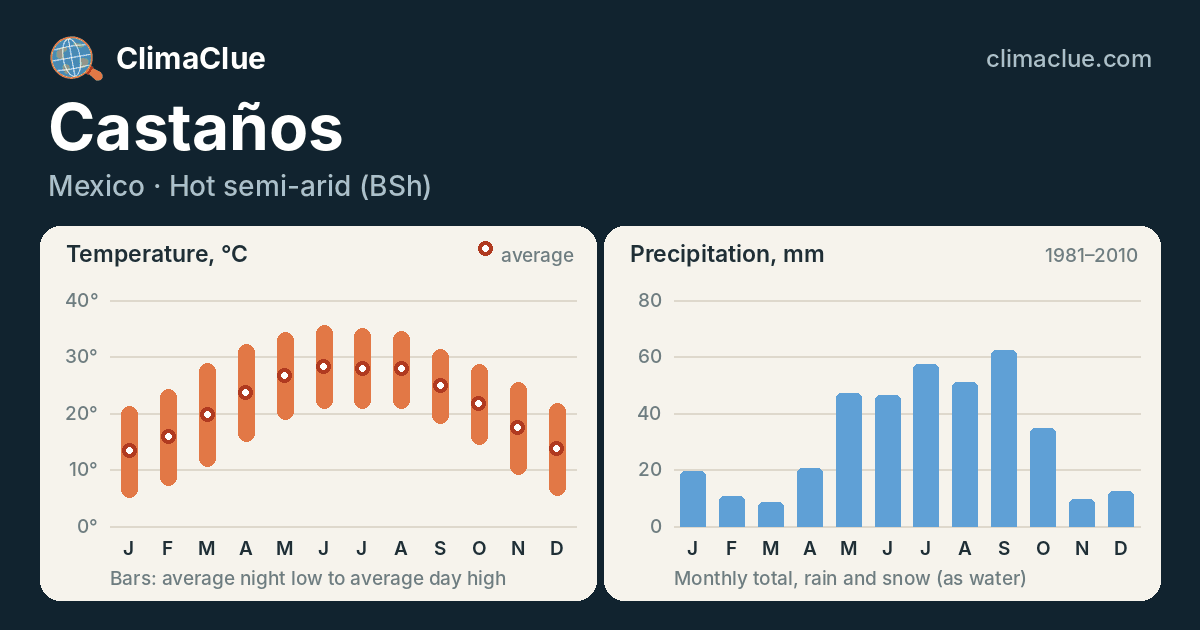 ClimaClue
climaclue.com
Castaños
Mexico · Hot semi-arid (BSh)
Temperature, °C
average
40°
30°
20°
10°
0°
J F M A M J J A S O N D
Bars: average night low to average day high
Precipitation, mm
1981–2010
80
60
40
20
0
J F M A M J J A S O N D
Monthly total, rain and snow (as water)